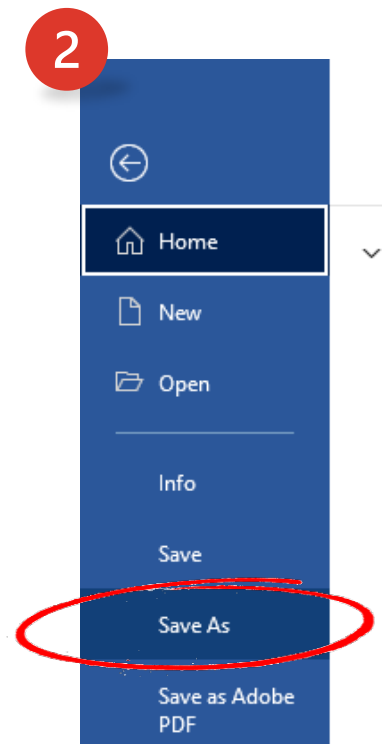 2
Home
New
Open
Info
Save
Save As
Save as Adobe
PDF